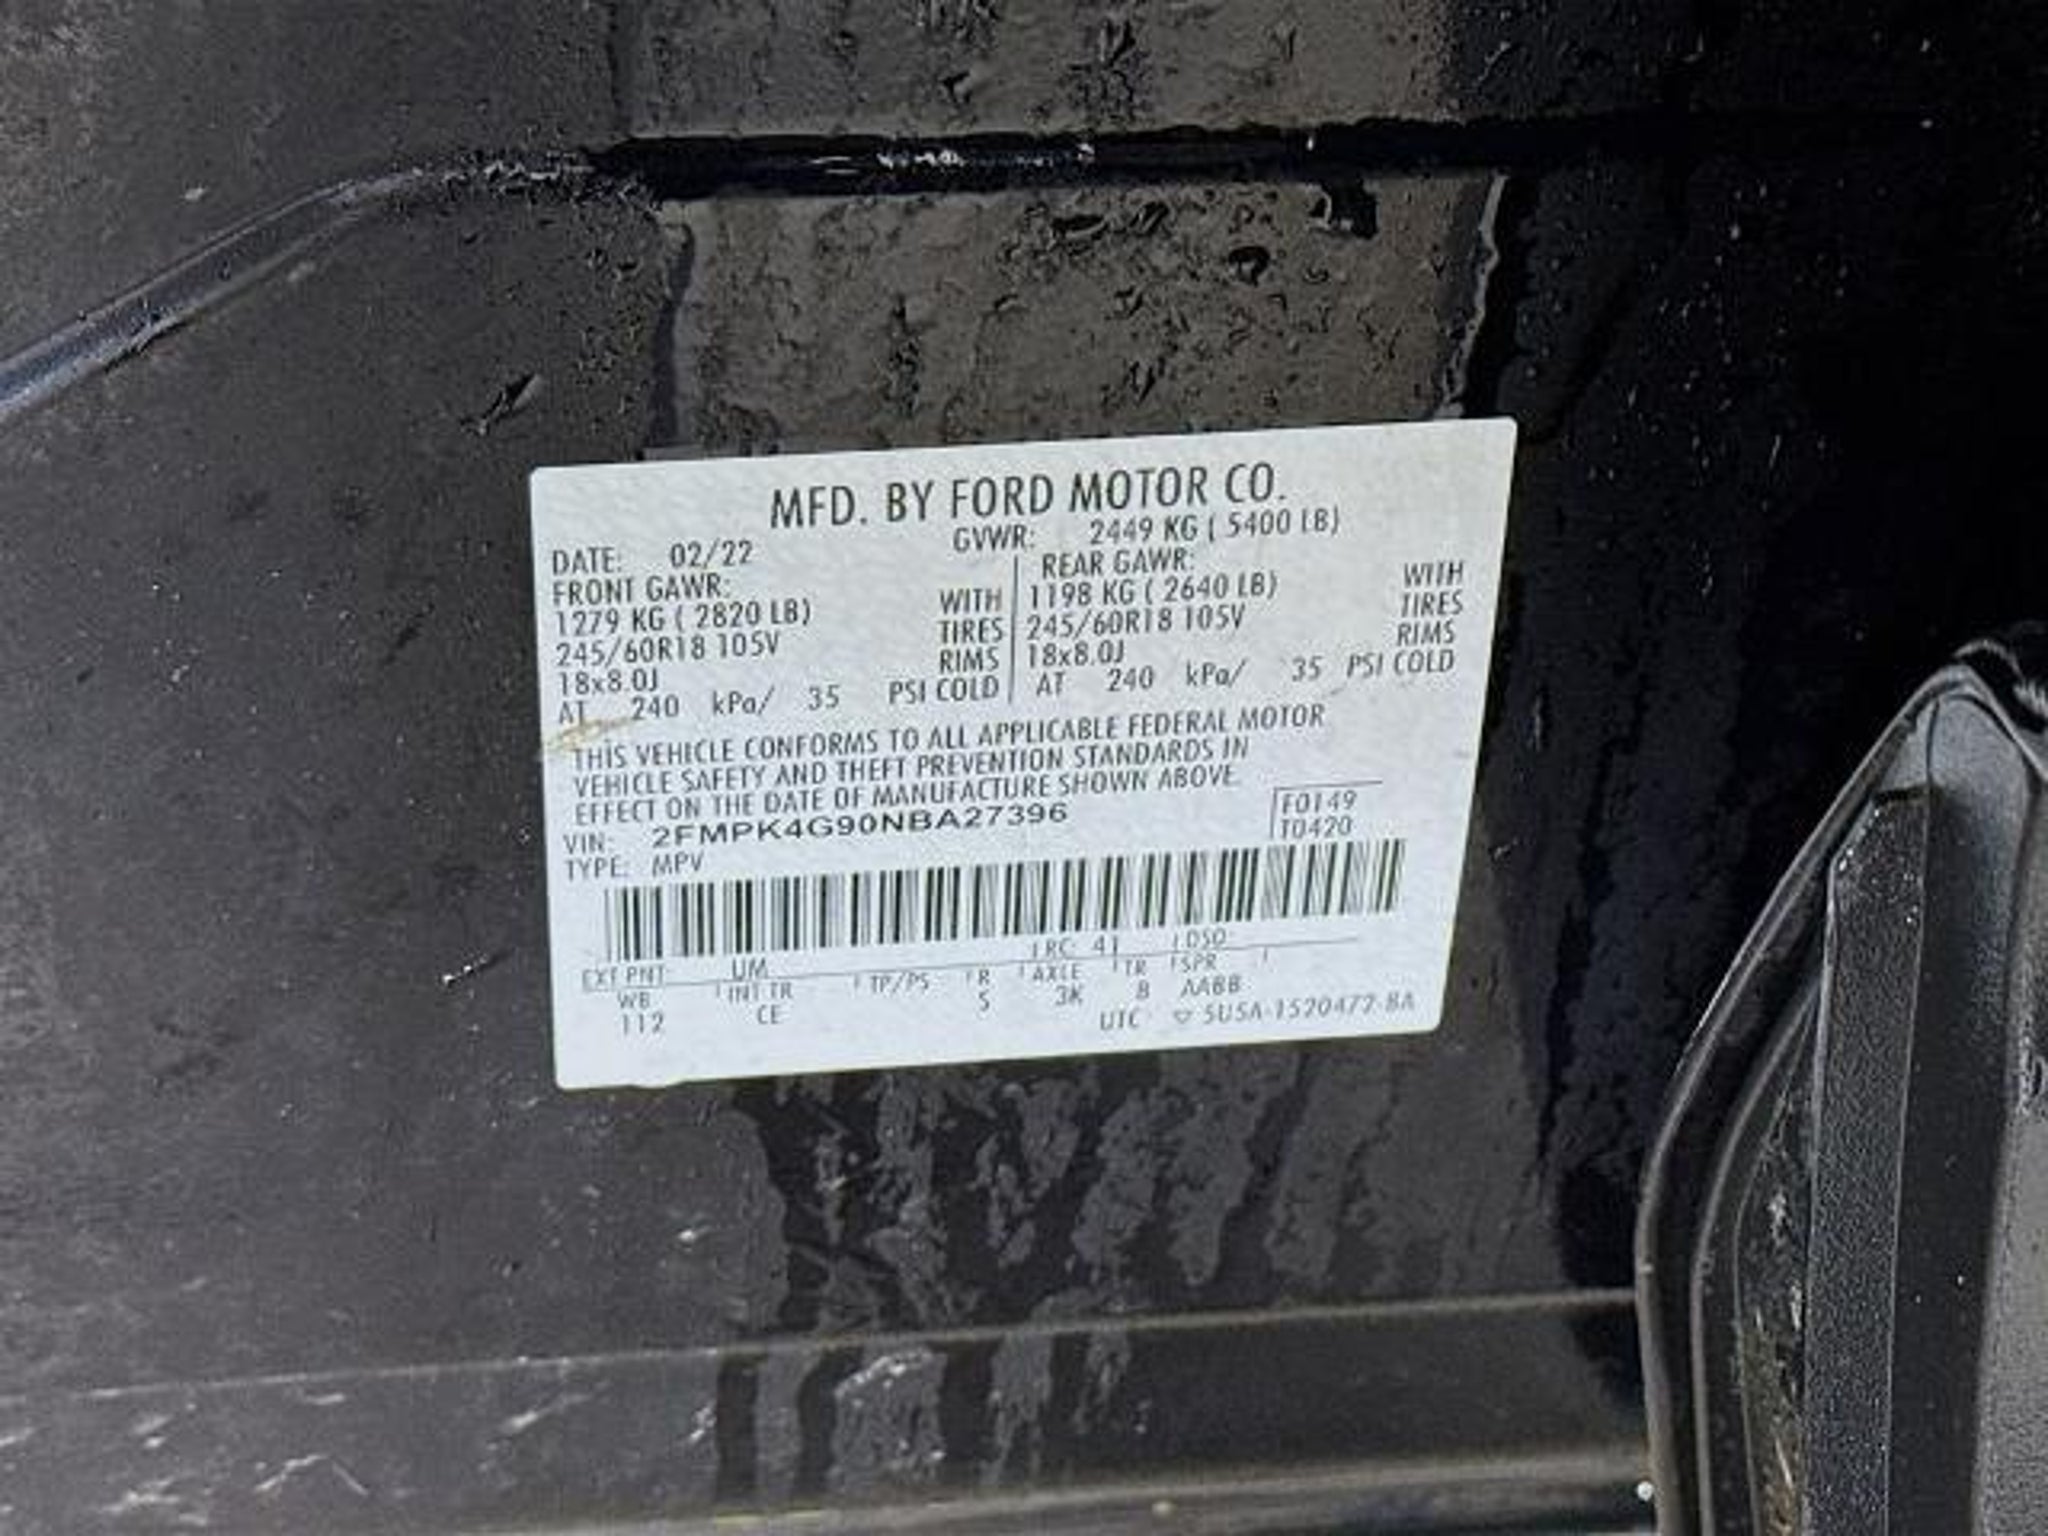 MFD. BY FORD MOTOR CO.
DATE: 02/22 GVWR: 2449 KG ( 5400 LB)
FRONT GAWR: REAR GAWR:
1279 KG ( 2820 LB) WITH 1198 KG ( 2640 LB) WITH
245/60R18 105V TIRES 245/60R18 105V TIRES
18x8.0J RIMS 18x8.0J RIMS
AT 240 kPa/ 35 PSI COLD AT 240 kPa/ 35 PSI COLD
THIS VEHICLE CONFORMS TO ALL APPLICABLE FEDERAL MOTOR
VEHICLE SAFETY AND THEFT PREVENTION STANDARDS IN
EFFECT ON THE DATE OF MANUFACTURE SHOWN ABOVE.
VIN: 2FMPK4G90NBA27396 F0149
TYPE: MPV T0420
EXT PNT: UM RC: 41 DSO:
WB INT TR TP/PS R AXLE TR SPR
112 CE 5 3K 8 AABB
UTC ▽ 5U5A-1520472-BA